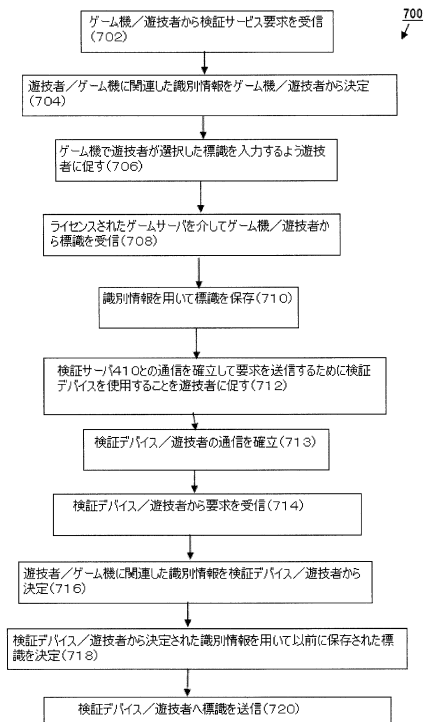 700
ゲーム機／遊技者から検証サービス要求を受信
(702)
遊技者／ゲーム機に関連した識別情報をゲーム機／遊技者から決定
(704)
ゲーム機で遊技者が選択した標識を入力するよう遊技
者に促す(706)
ライセンスされたゲームサーバを介してゲーム機／遊技者か
ら標識を受信(708)
識別情報を用いて標識を保存(710)
検証サーバ410との通信を確立して要求を送信するために検証
デバイスを使用することを遊技者に促す(712)
検証デバイス／遊技者の通信を確立(713)
検証デバイス／遊技者から要求を受信(714)
遊技者／ゲーム機に関連した識別情報を検証デバイス／遊技者から
決定(716)
検証デバイス／遊技者から決定された識別情報を用いて以前に保存された標
識を決定(718)
検証デバイス／遊技者へ標識を送信(720)